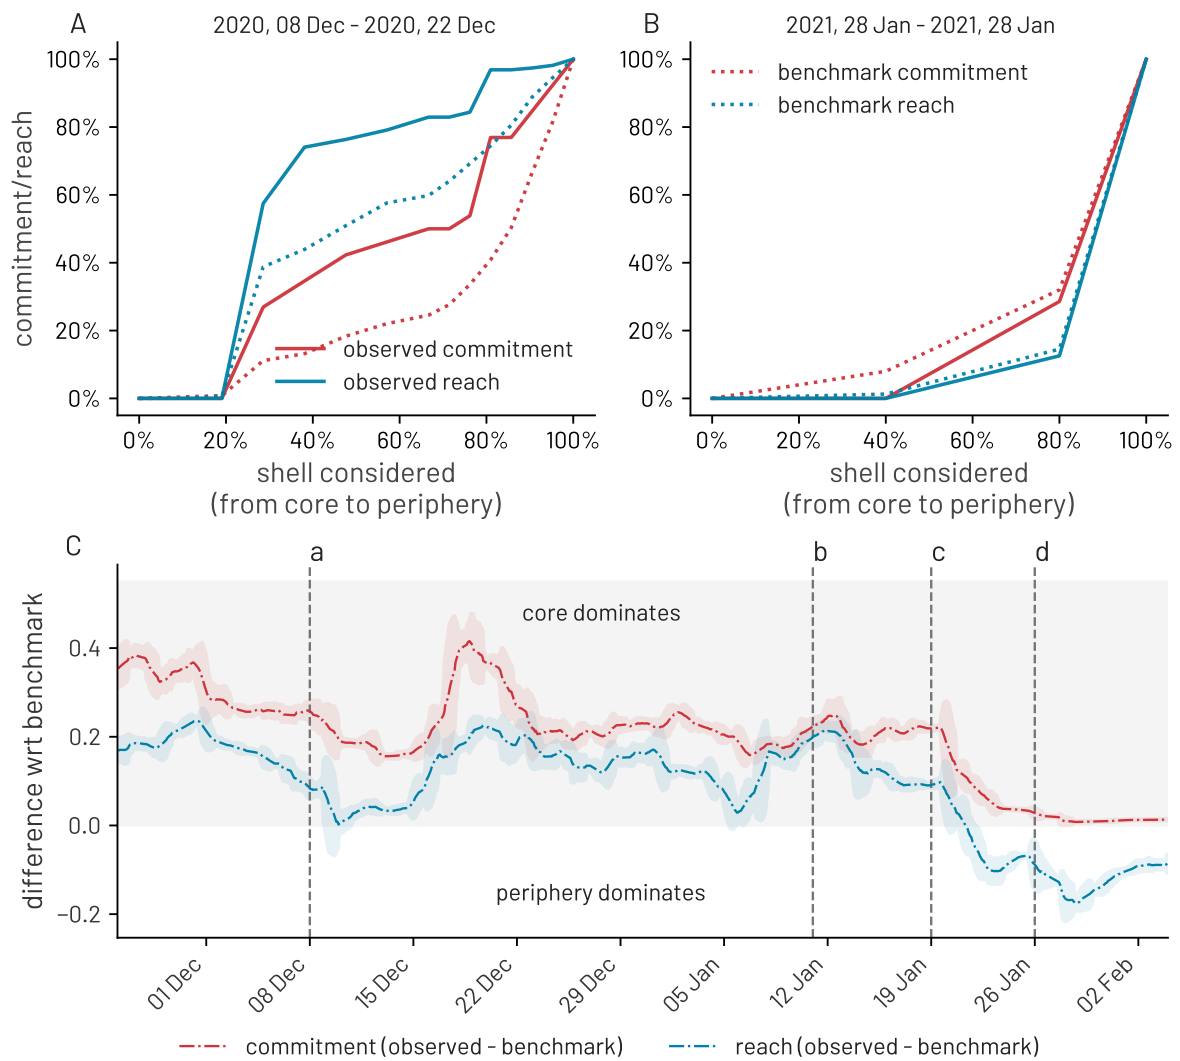 A
2020, 08 Dec - 2020, 22 Dec
commitment/reach
100%
80%
60%
40%
20%
0%
observed commitment
observed reach
0% 20% 40% 60% 80% 100%
shell considered
(from core to periphery)
B
2021, 28 Jan - 2021, 28 Jan
benchmark commitment
benchmark reach
100%
80%
60%
40%
20%
0%
0% 20% 40% 60% 80% 100%
shell considered
(from core to periphery)
C
a b c d
difference wrt benchmark
core dominates
0.4
0.2
0.0
periphery dominates
−0.2
01 Dec 08 Dec 15 Dec 22 Dec 29 Dec 05 Jan 12 Jan 19 Jan 26 Jan 02 Feb
commitment (observed - benchmark) reach (observed - benchmark)